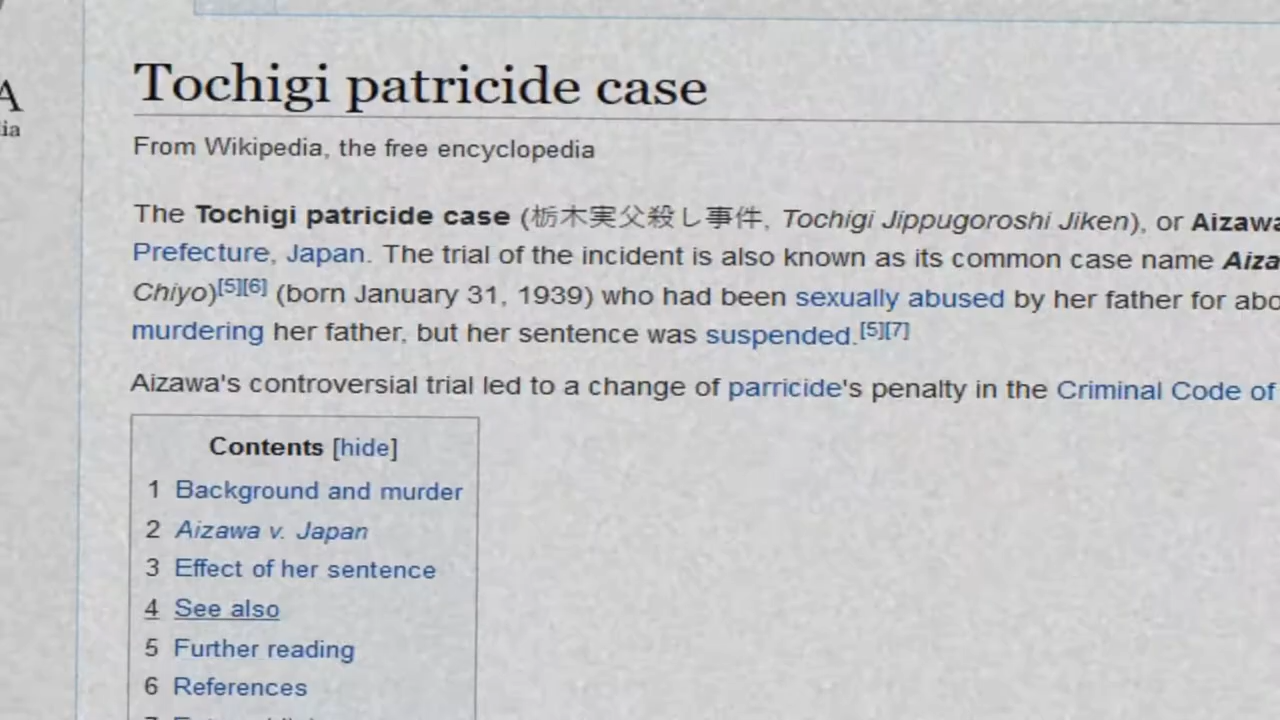 A
ia
Tochigi patricide case
From Wikipedia, the free encyclopedia
The Tochigi patricide case (栃木実父殺し事件, Tochigi Jippugoroshi Jiken), or Aizawa
Prefecture, Japan. The trial of the incident is also known as its common case name Aiza
Chiyo)[5][6] (born January 31, 1939) who had been sexually abused by her father for abo
murdering her father, but her sentence was suspended.[5][7]
Aizawa's controversial trial led to a change of parricide's penalty in the Criminal Code of
Contents [hide]
1 Background and murder
2 Aizawa v. Japan
3 Effect of her sentence
4 See also
5 Further reading
6 References